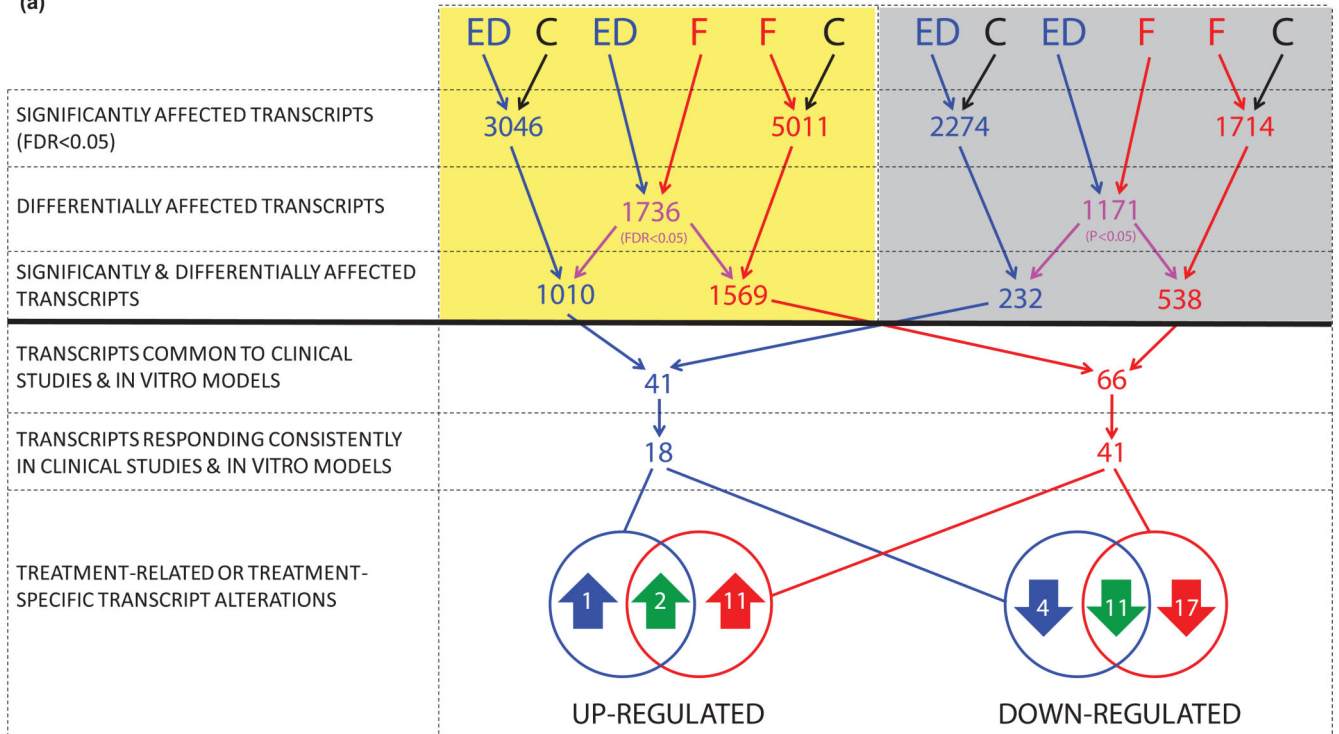 (a)
ED C ED F F C ED C ED F F C
SIGNIFICANTLY AFFECTED TRANSCRIPTS
(FDR<0.05)
3046 5011 2274 1714
DIFFERENTIALLY AFFECTED TRANSCRIPTS
1736 1171
(FDR<0.05) (P<0.05)
SIGNIFICANTLY & DIFFERENTIALLY AFFECTED
TRANSCRIPTS
1010 1569 232 538
TRANSCRIPTS COMMON TO CLINICAL
STUDIES & IN VITRO MODELS
41 66
TRANSCRIPTS RESPONDING CONSISTENTLY
IN CLINICAL STUDIES & IN VITRO MODELS
18 41
TREATMENT-RELATED OR TREATMENT-
SPECIFIC TRANSCRIPT ALTERATIONS
1 2 11 4 11 17
UP-REGULATED DOWN-REGULATED